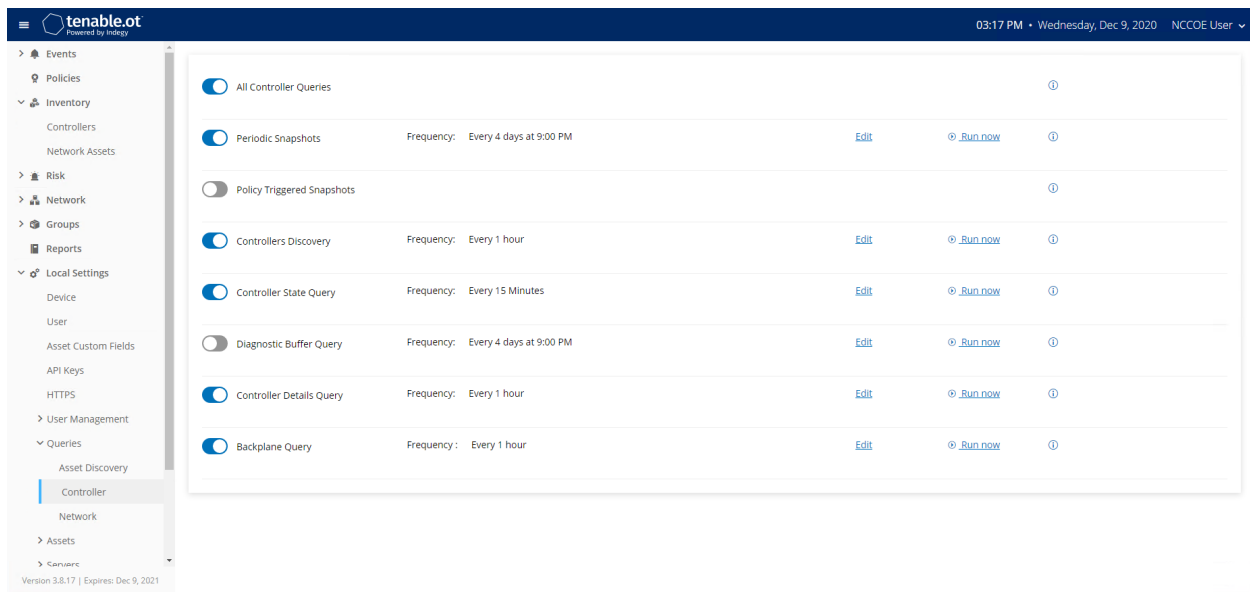 tenable.ot
Powered by Indegy
03:17 PM • Wednesday, Dec 9, 2020 NCCOE User
Events
Policies
Inventory
Controllers
Network Assets
Risk
Network
Groups
Reports
Local Settings
Device
User
Asset Custom Fields
API Keys
HTTPS
User Management
Queries
Asset Discovery
Controller
Network
Assets
Servers
Version 3.8.17 | Expires: Dec 9, 2021
All Controller Queries
Periodic Snapshots Frequency: Every 4 days at 9:00 PM Edit Run now
Policy Triggered Snapshots
Controllers Discovery Frequency: Every 1 hour Edit Run now
Controller State Query Frequency: Every 15 Minutes Edit Run now
Diagnostic Buffer Query Frequency: Every 4 days at 9:00 PM Edit Run now
Controller Details Query Frequency: Every 1 hour Edit Run now
Backplane Query Frequency : Every 1 hour Edit Run now